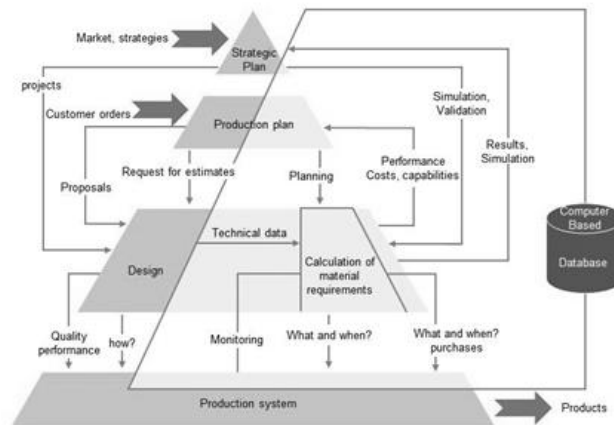 Market, strategies
Strategic
Plan
projects
Customer orders
Production plan
Simulation,
Validation
Results,
Simulation
Request for estimates
Planning
Performance
Costs, capabilities
Proposals
Computer
Based
Database
Technical data
Design
Calculation of
material
requirements
Quality
performance
how?
Monitoring
What and when?
What and when?
purchases
Production system
Products